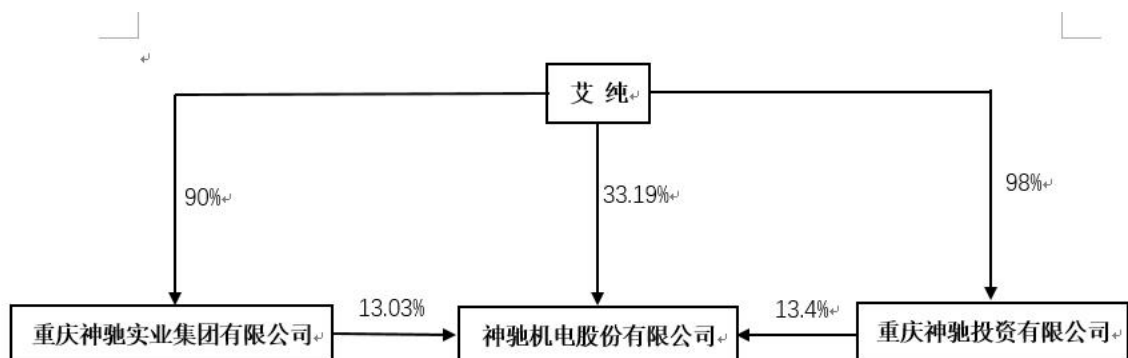 艾 纯
90%
33.19%
98%
13.03%
13.4%
重庆神驰实业集团有限公司
神驰机电股份有限公司
重庆神驰投资有限公司